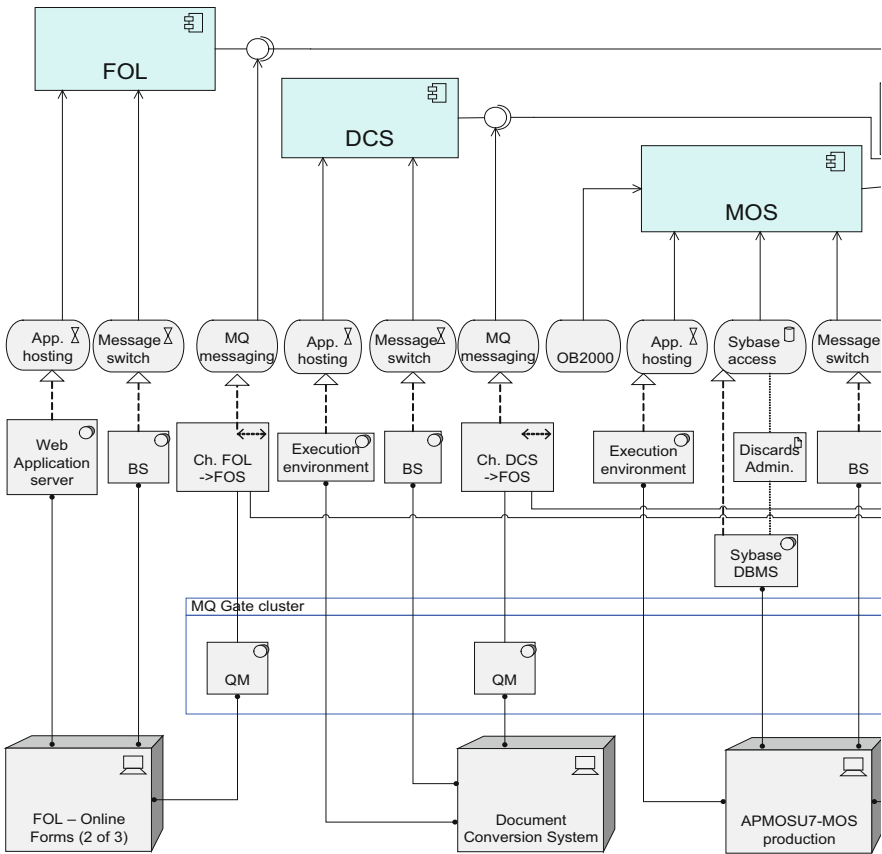 FOL
DCS
MOS
App.
hosting
Message
switch
MQ
messaging
App.
hosting
Message
switch
MQ
messaging
OB2000
App.
hosting
Sybase
access
Message
switch
Web
Application
server
BS
Ch. FOL
->FOS
Execution
environment
BS
Ch. DCS
->FOS
Execution
environment
Discards
Admin.
BS
Sybase
DBMS
MQ Gate cluster
QM
QM
FOL – Online
Forms (2 of 3)
Document
Conversion System
APMOSU7-MOS
production